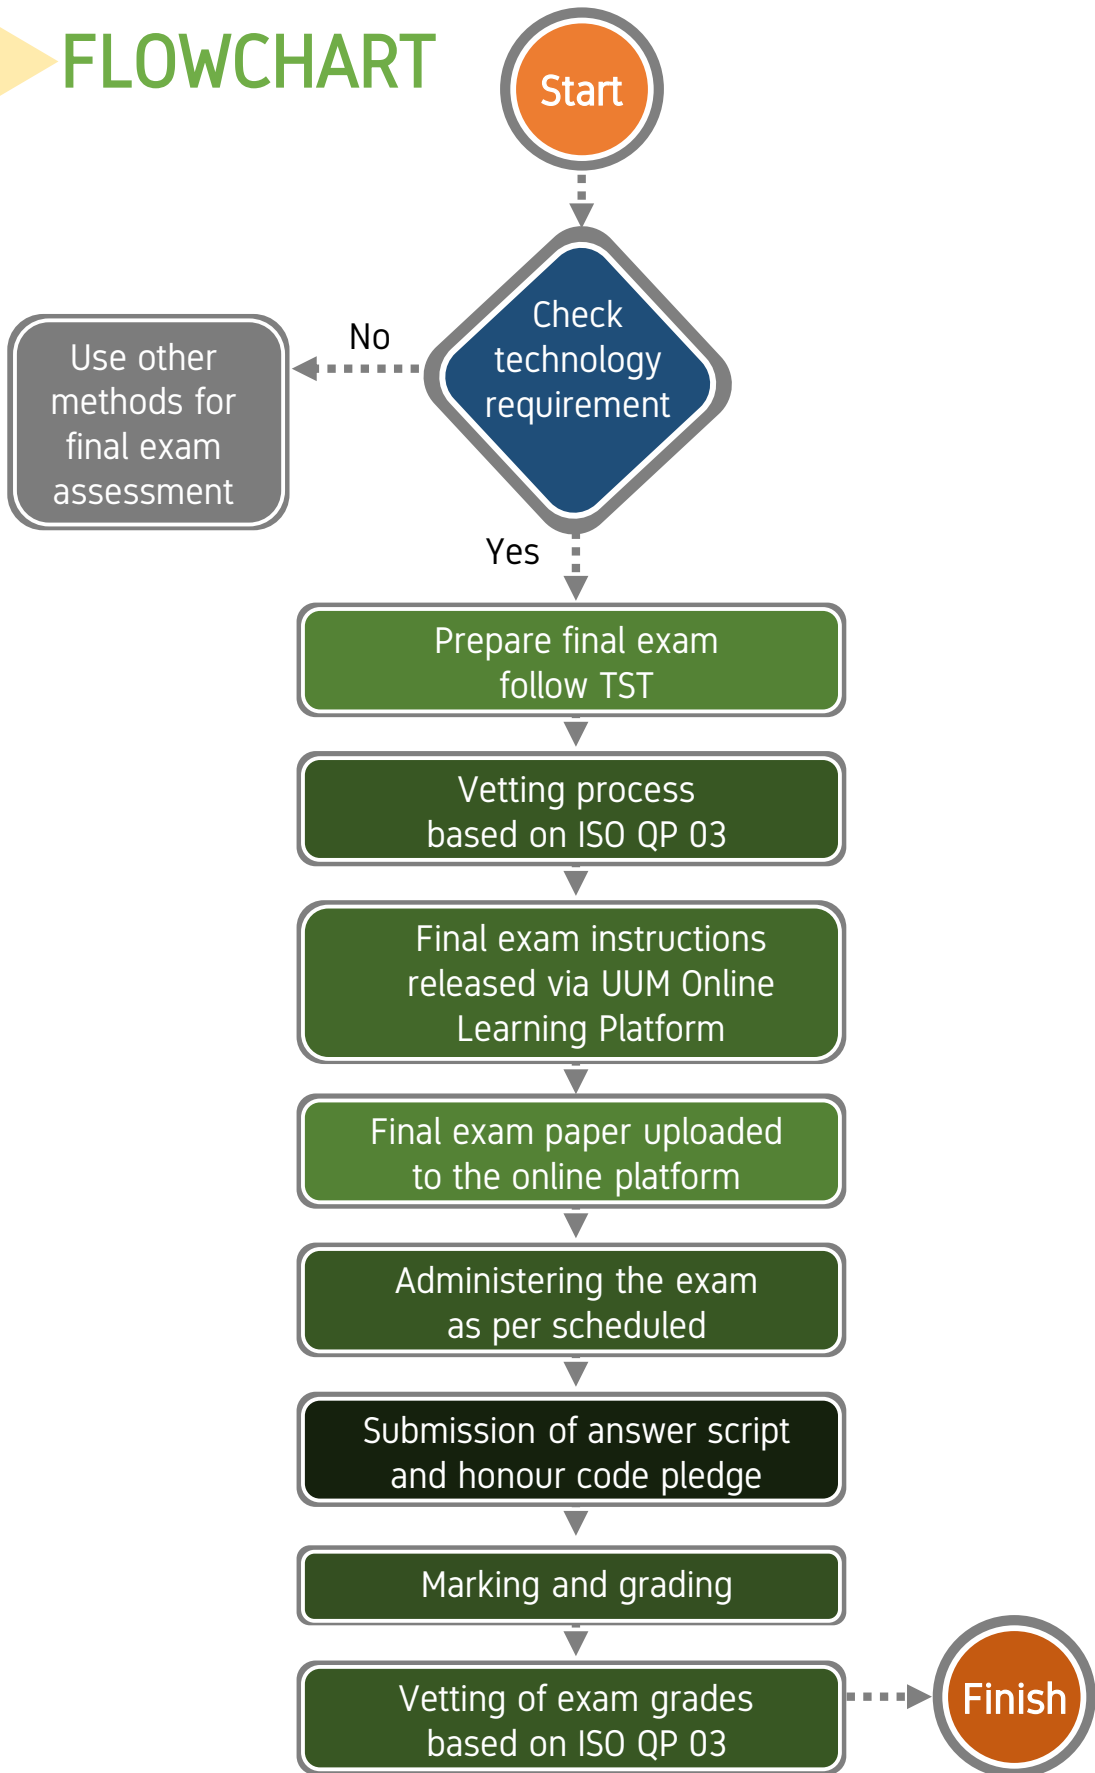 FLOWCHART
Start
Check
technology
requirement
No
Use other
methods for
final exam
assessment
Yes
Prepare final exam
follow TST
Vetting process
based on ISO QP 03
Final exam instructions
released via UUM Online
Learning Platform
Final exam paper uploaded
to the online platform
Administering the exam
as per scheduled
Submission of answer script
and honour code pledge
Marking and grading
Vetting of exam grades
based on ISO QP 03
Finish